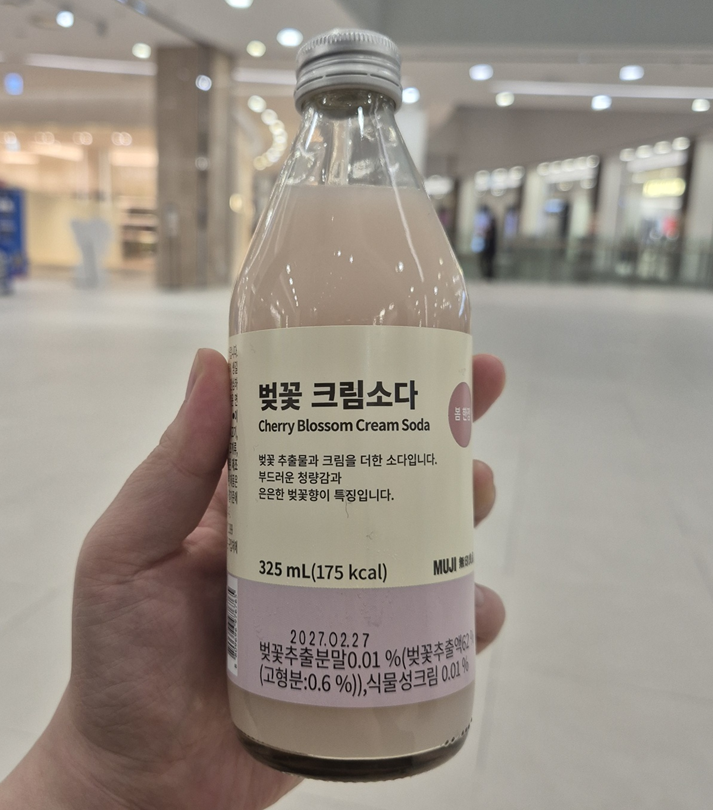 벚꽃 크림소다
Cherry Blossom Cream Soda
벚꽃 추출물과 크림을 더한 소다입니다.
부드러운 청량감과
은은한 벚꽃향이 특징입니다.
325 mL(175 kcal)
MUJI 無印
2027.02.27
벚꽃추출분말0.01 %(벚꽃추출액62 %
(고형분:0.6 %)),식물성크림 0.01 %